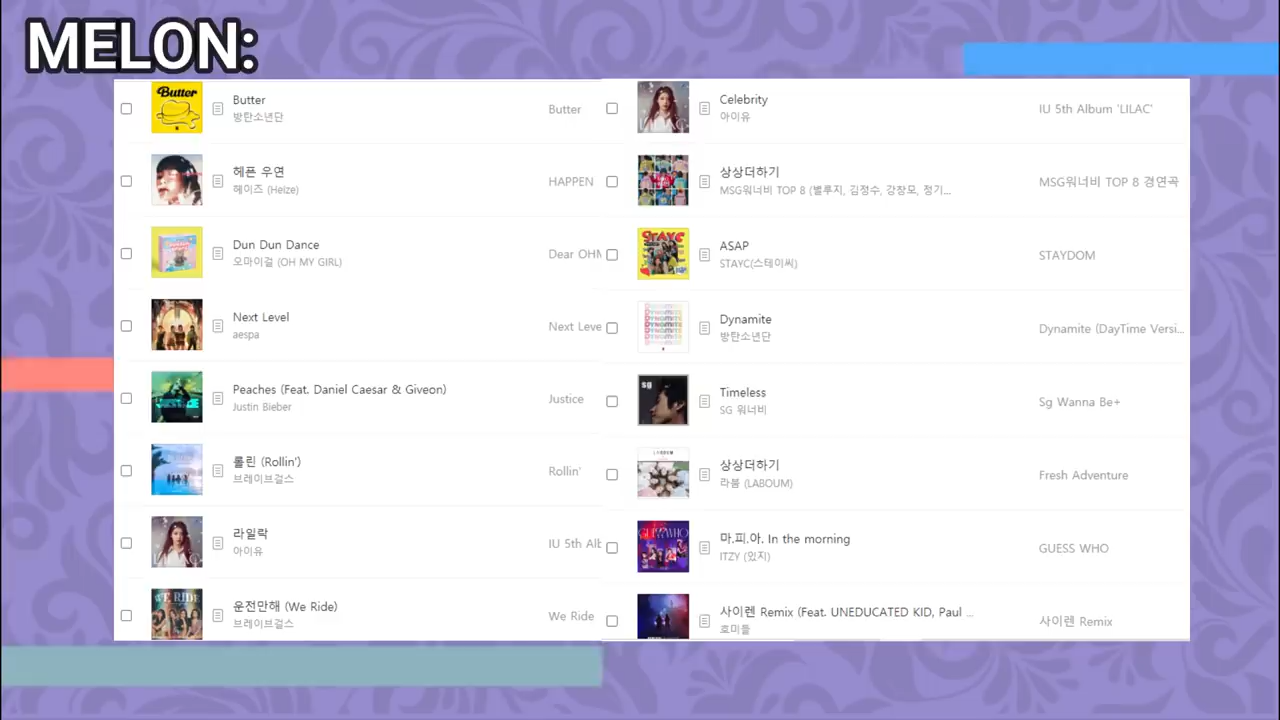 MELON:
Butter
방탄소년단
Butter
헤픈 우연
헤이즈 (Heize)
HAPPEN
Dun Dun Dance
오마이걸 (OH MY GIRL)
Dear OHM
Next Level
aespa
Next Leve
Peaches (Feat. Daniel Caesar & Giveon)
Justin Bieber
Justice
롤린 (Rollin')
브레이브걸스
Rollin'
라일락
아이유
IU 5th Alb
운전만해 (We Ride)
브레이브걸스
We Ride
Celebrity
아이유
IU 5th Album 'LILAC'
상상더하기
MSG워너비 TOP 8 (별루지, 김정수, 강창모, 정기...
MSG워너비 TOP 8 경연곡
ASAP
STAYC(스테이씨)
STAYDOM
Dynamite
방탄소년단
Dynamite (DayTime Versi...
Timeless
SG 워너비
Sg Wanna Be+
상상더하기
라붐 (LABOUM)
Fresh Adventure
마.피.아. In the morning
ITZY (있지)
GUESS WHO
사이렌 Remix (Feat. UNEDUCATED KID, Paul ...
호미들
사이렌 Remix